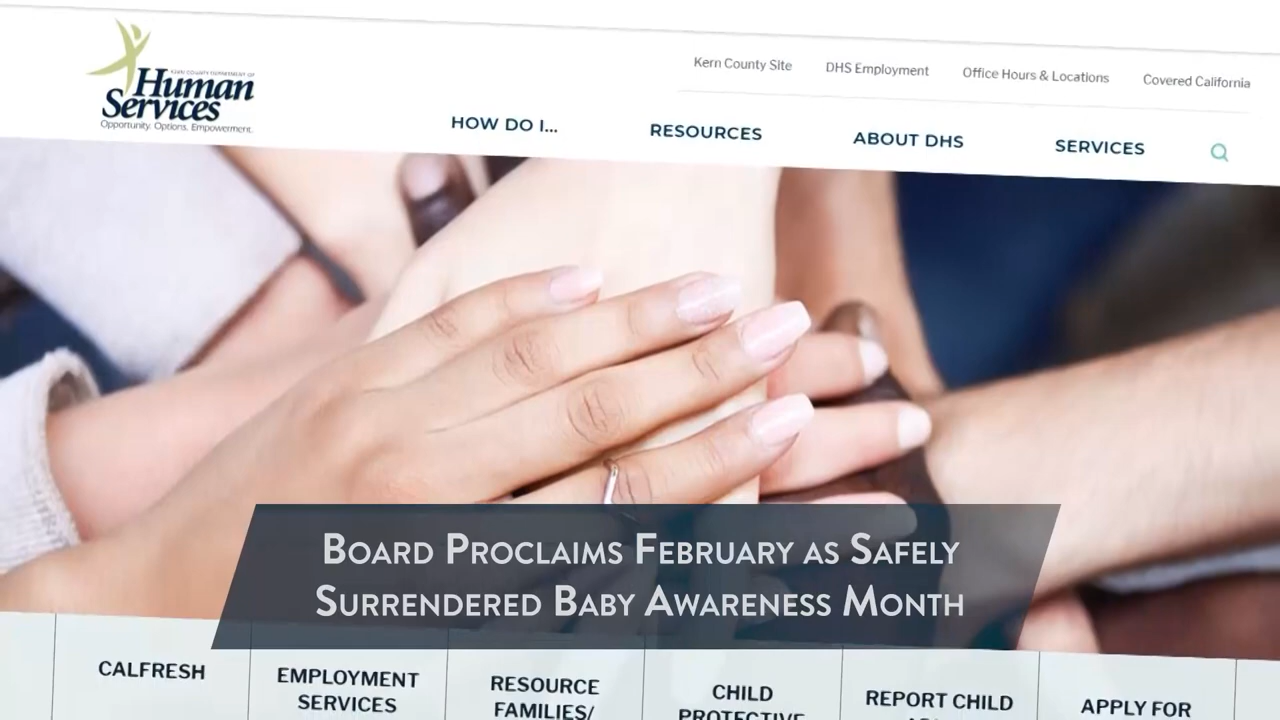 KERN COUNTY DEPARTMENT OF
Human
Services
Opportunity. Options. Empowerment.
Kern County Site
DHS Employment
Office Hours & Locations
Covered California
HOW DO I...
RESOURCES
ABOUT DHS
SERVICES
Board Proclaims February as Safely
Surrendered Baby Awareness Month
CALFRESH
EMPLOYMENT
SERVICES
RESOURCE
FAMILIES/
CHILD
PROTECTIVE
REPORT CHILD
APPLY FOR